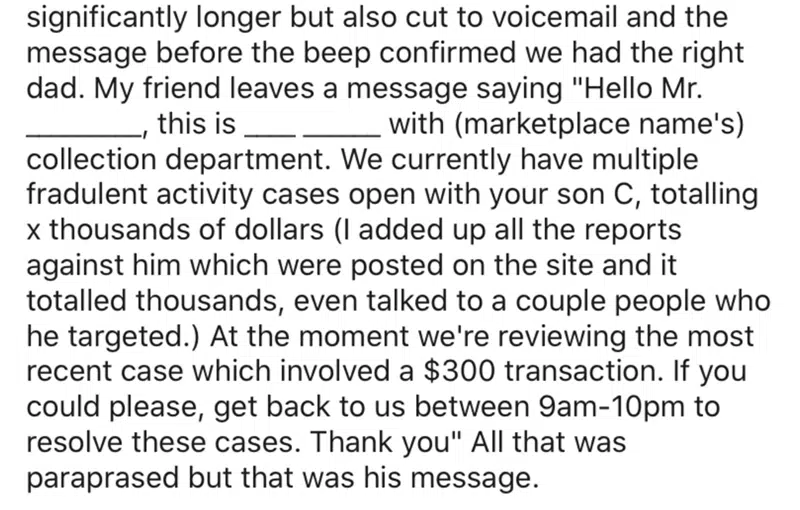 significantly longer but also cut to voicemail and the
message before the beep confirmed we had the right
dad. My friend leaves a message saying "Hello Mr.
________, this is ____ ______ with (marketplace name's)
collection department. We currently have multiple
fradulent activity cases open with your son C, totalling
x thousands of dollars (I added up all the reports
against him which were posted on the site and it
totalled thousands, even talked to a couple people who
he targeted.) At the moment we're reviewing the most
recent case which involved a $300 transaction. If you
could please, get back to us between 9am-10pm to
resolve these cases. Thank you" All that was
paraprased but that was his message.